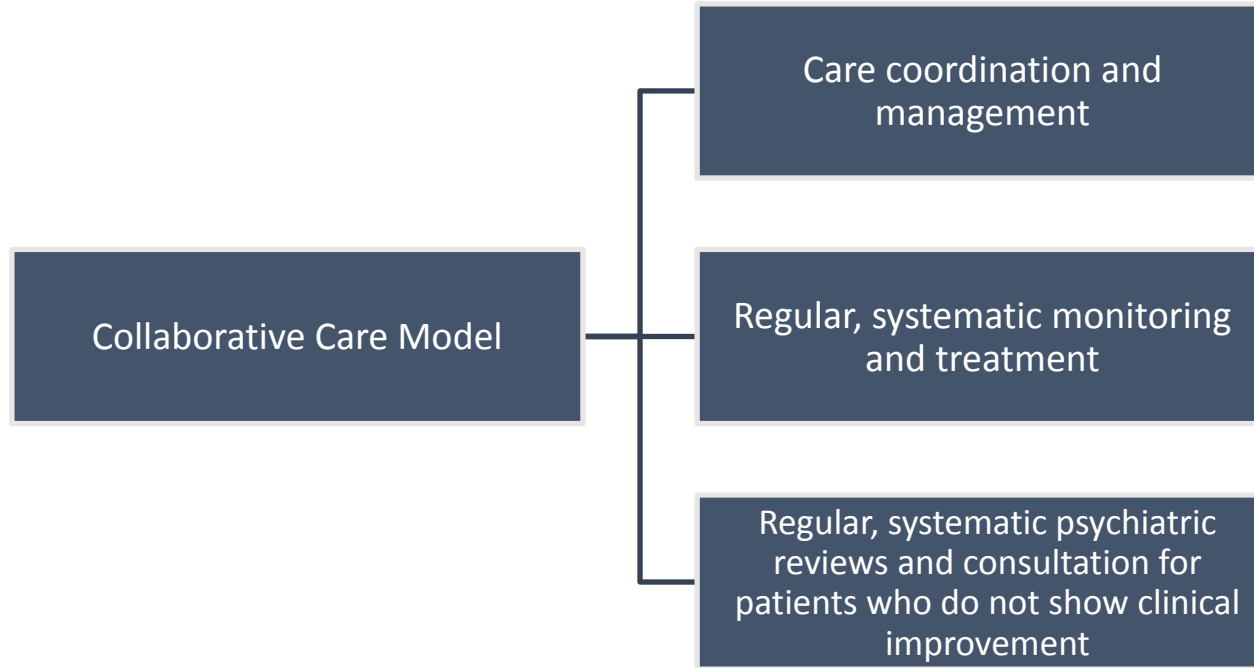 Care coordination and
management
Collaborative Care Model
Regular, systematic monitoring
and treatment
Regular, systematic psychiatric
reviews and consultation for
patients who do not show clinical
improvement